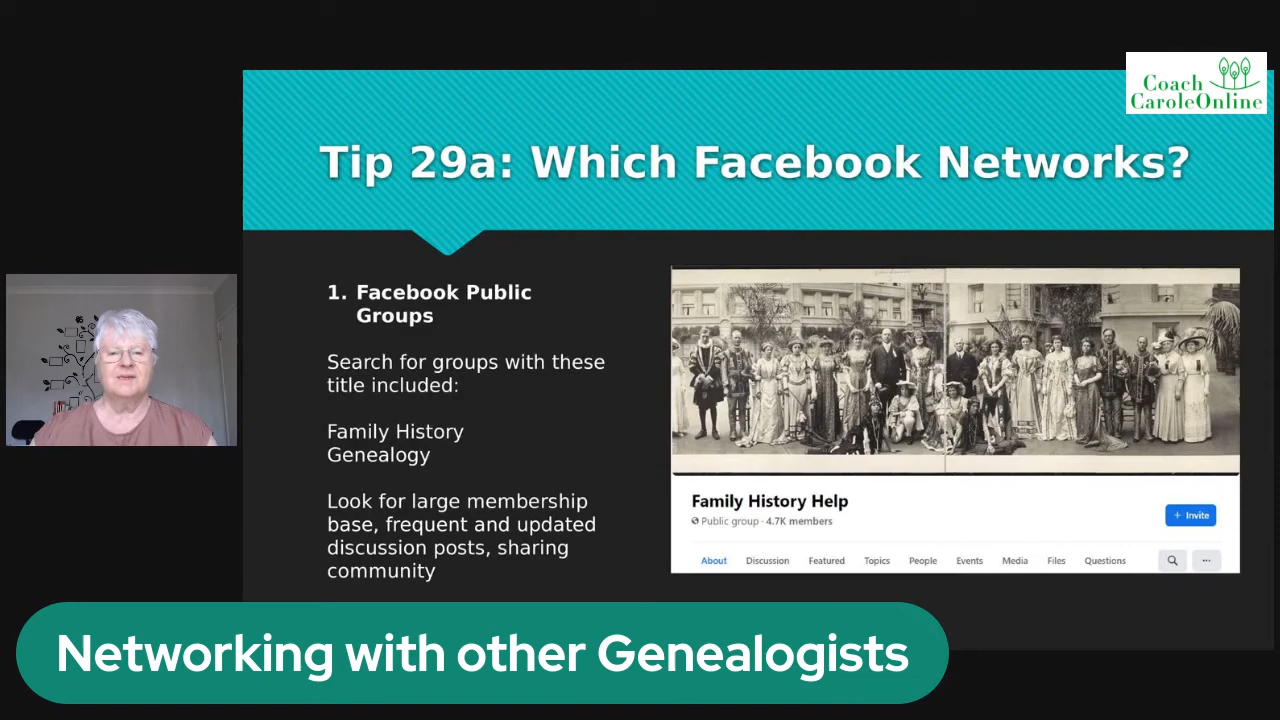 Coach
CaroleOnline
Tip 29a: Which Facebook Networks?
1. Facebook Public
Groups
Search for groups with these
title included:
Family History
Genealogy
Look for large membership
base, frequent and updated
discussion posts, sharing
community
Family History Help
Public group · 4.7K members
+ Invite
About Discussion Featured Topics People Events Media Files Questions
Networking with other Genealogists